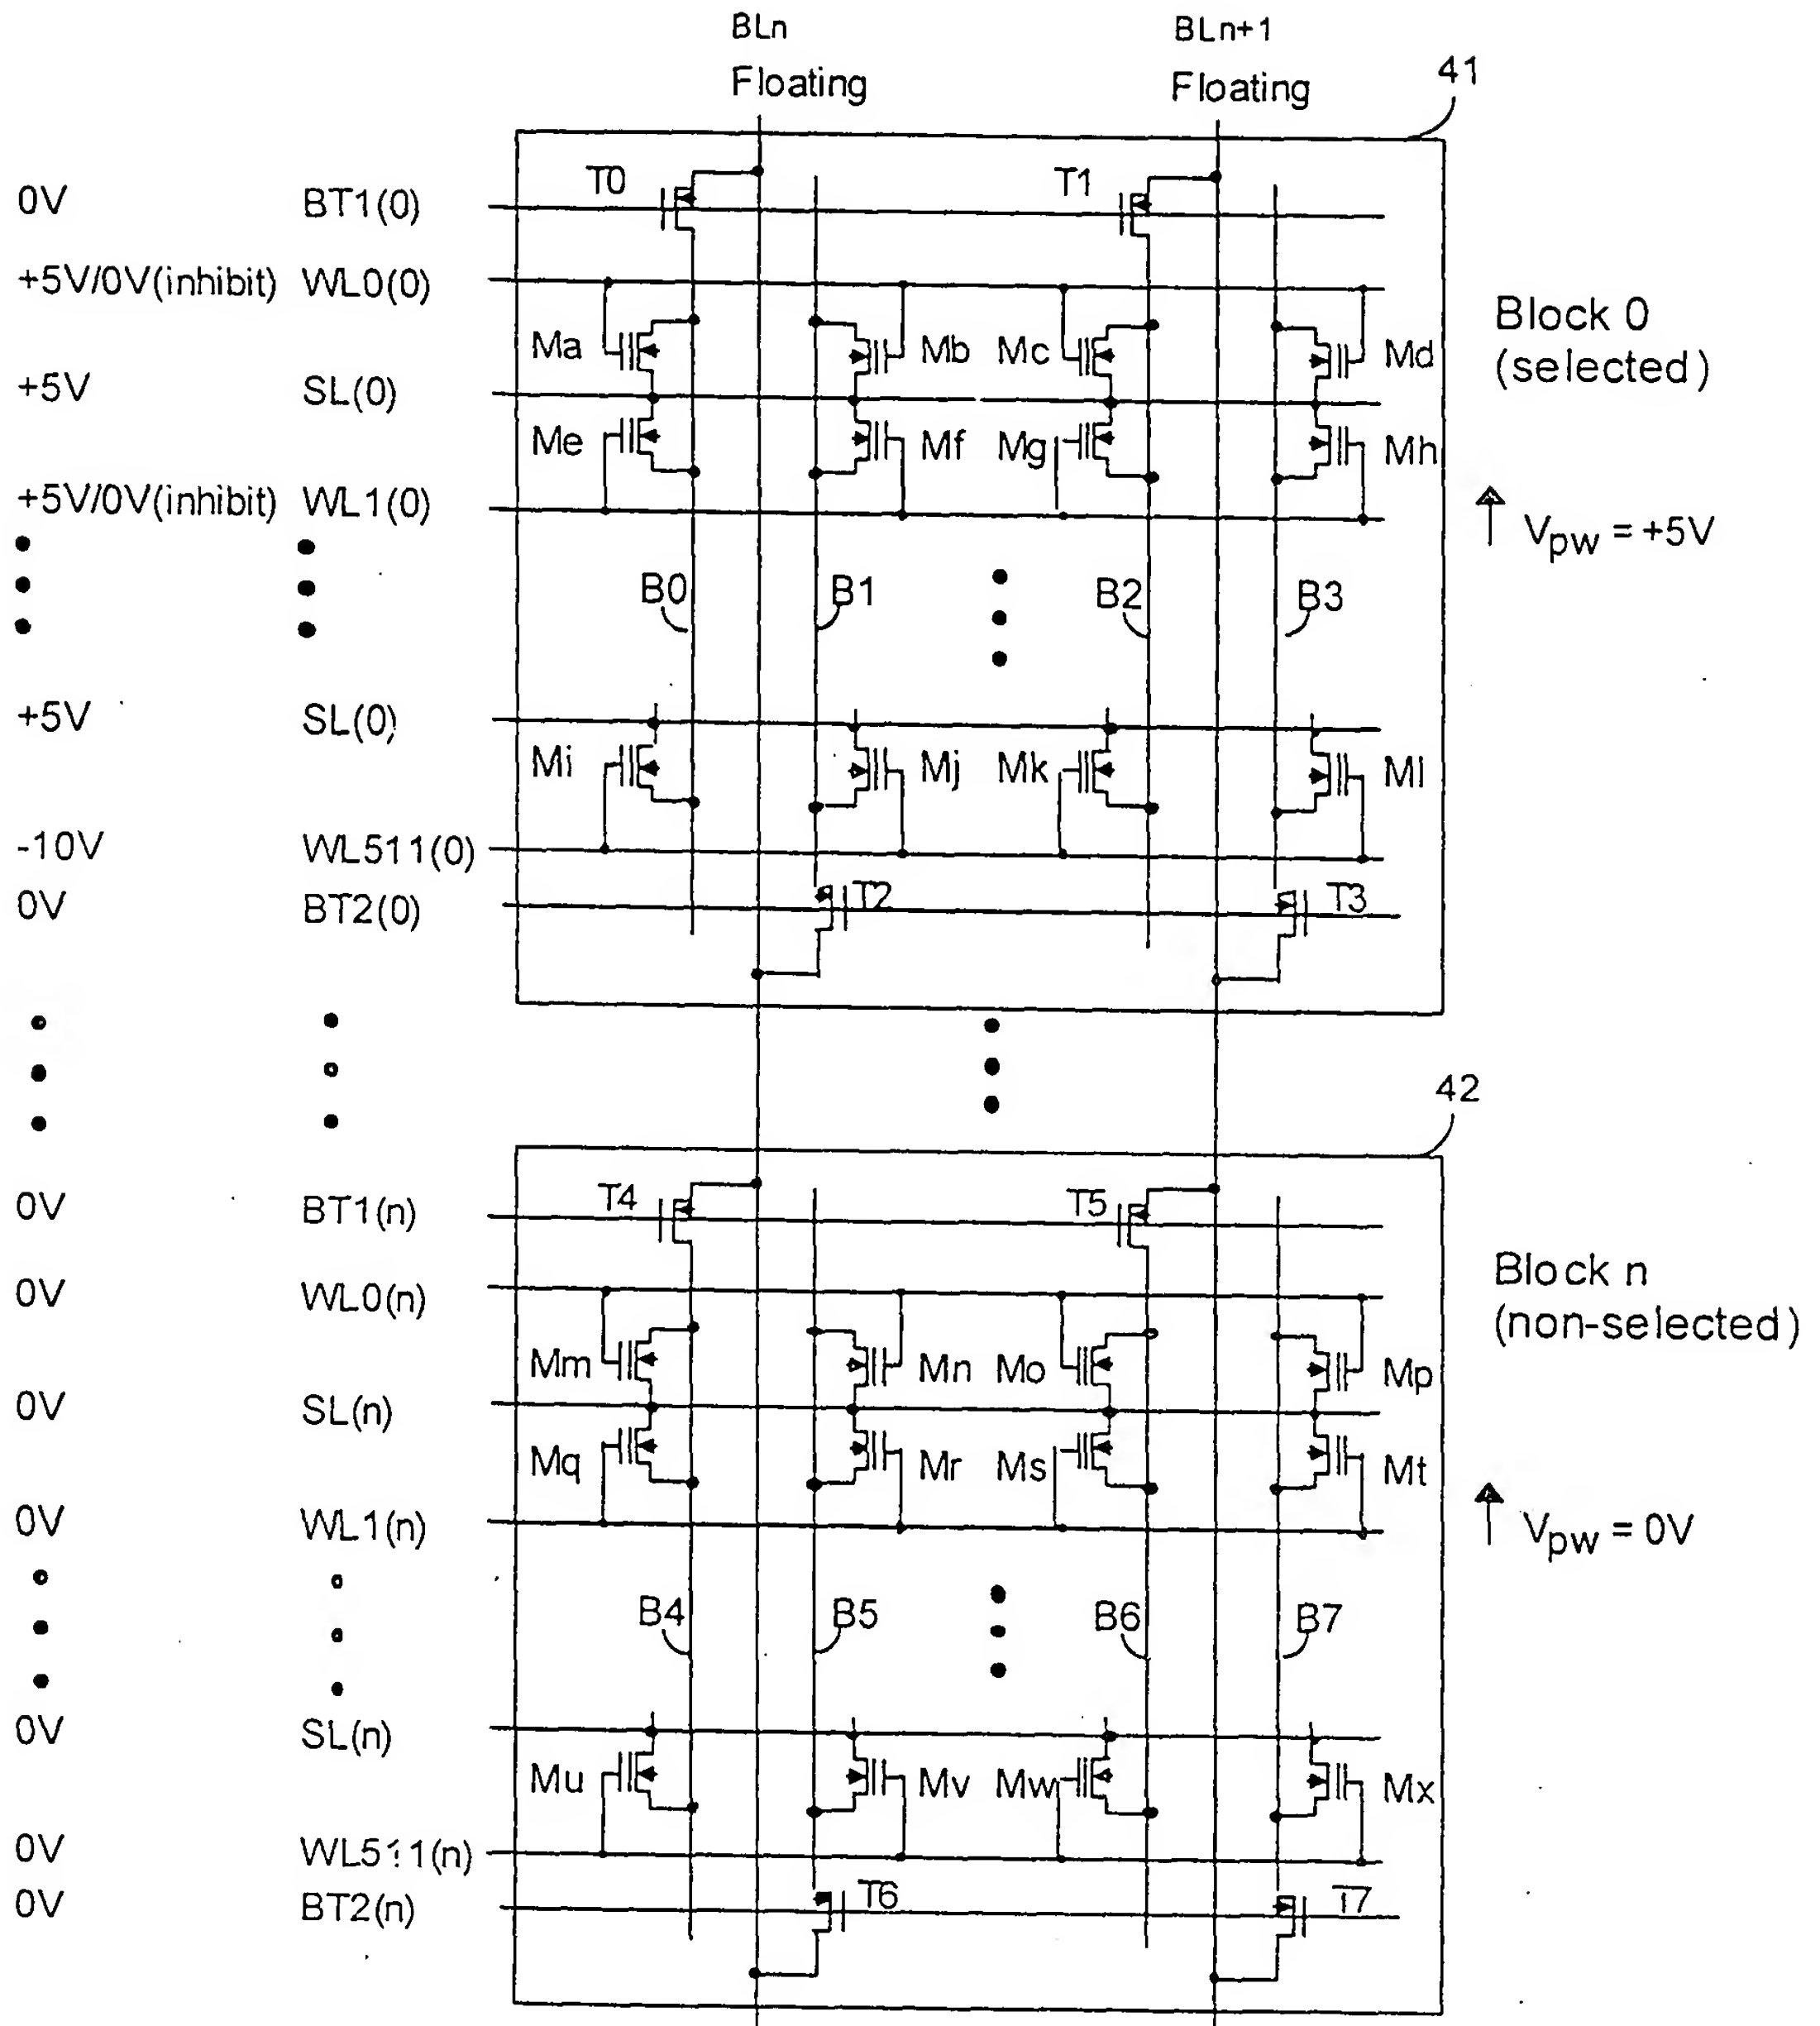 BLn
BLn+1
Floating
Floating
41
T0
T1
0V BT1(0)
+5V/0V(inhibit) WL0(0)
Block 0
(selected)
Ma Mb Mc Md
+5V SL(0)
Me Mf Mg Mh
+5V/0V(inhibit) WL1(0)
Vpw = +5V
B0 B1 B2 B3
+5V SL(0)
Mi Mj Mk Ml
-10V WL511(0)
0V BT2(0)
T2 T3
42
T4 T5
0V BT1(n)
Block n
(non-selected)
0V WL0(n)
Mm Mn Mo Mp
0V SL(n)
Mq Mr Ms Mt
0V WL1(n)
Vpw = 0V
B4 B5 B6 B7
0V SL(n)
Mu Mv Mw Mx
0V WL511(n)
0V BT2(n)
T6 T7